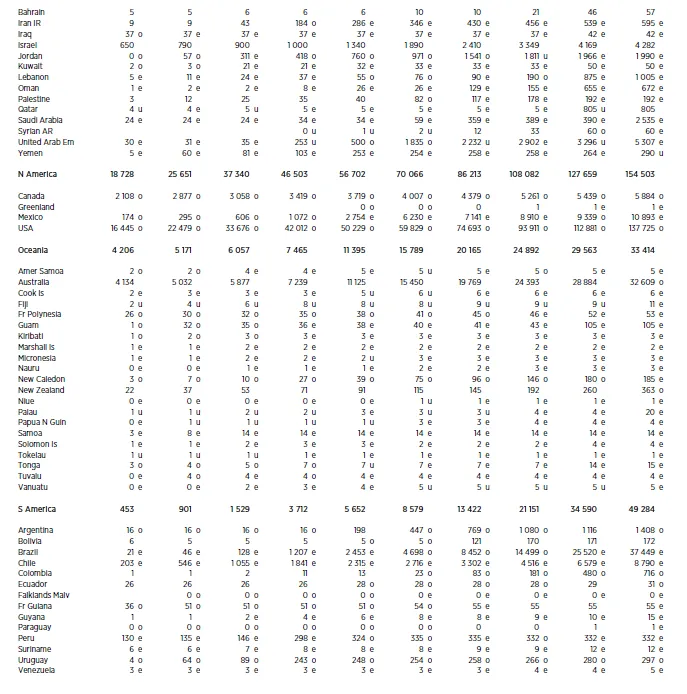 Bahrain 5 5 6 6 6 10 10 21 46 57
Iran IR 9 9 43 184 o 286 e 346 e 430 e 456 e 539 e 595 e
Iraq 37 o 37 e 37 e 37 e 37 e 37 e 37 e 37 e 42 e 42 e
Israel 650 790 900 1 000 1 340 1 890 2 410 3 349 4 169 4 282
Jordan 0 o 57 o 311 e 418 o 760 o 971 o 1 541 o 1 811 u 1 966 e 1 990 e
Kuwait 2 o 3 o 21 e 21 e 32 e 33 e 33 e 33 e 50 e 50 e
Lebanon 5 e 11 e 24 e 37 e 55 o 76 o 90 e 190 o 875 e 1 005 e
Oman 1 e 2 e 2 e 8 e 26 e 26 e 129 e 155 e 655 e 672 e
Palestine 3 12 25 35 40 82 o 117 e 178 e 192 e 192 e
Qatar 4 u 4 e 5 u 5 e 5 e 5 e 5 e 5 e 805 u 805
Saudi Arabia 24 e 24 e 24 e 34 e 34 e 59 e 359 e 389 e 390 e 2 535 e
Syrian AR 0 u 1 u 2 u 12 33 60 o 60 e
United Arab Em 30 e 31 e 35 e 253 u 500 o 1 835 o 2 232 u 2 902 e 3 296 u 5 307 e
Yemen 5 e 60 e 81 e 103 e 253 e 254 e 258 e 258 e 264 e 290 u
N America 18 728 25 651 37 340 46 503 56 702 70 066 86 213 108 082 127 659 154 503
Canada 2 108 o 2 877 o 3 058 o 3 419 o 3 719 o 4 007 o 4 379 o 5 261 o 5 439 o 5 884 o
Greenland 0 o 0 o 0 1 1 e 1 e
Mexico 174 o 295 o 606 o 1 072 o 2 754 e 6 230 e 7 141 e 8 910 e 9 339 o 10 893 e
USA 16 445 o 22 479 o 33 676 o 42 012 o 50 229 o 59 829 o 74 693 o 93 911 o 112 881 o 137 725 o
Oceania 4 206 5 171 6 057 7 465 11 395 15 789 20 165 24 892 29 563 33 414
Amer Samoa 2 o 2 o 4 e 4 e 5 e 5 u 5 e 5 o 5 e 5 e
Australia 4 134 5 032 5 877 7 239 11 125 15 450 19 769 24 393 28 884 32 609 o
Cook Is 2 e 3 e 3 e 3 e 5 u 6 u 6 e 6 e 6 e 6 e
Fiji 2 u 4 u 6 u 8 u 8 u 8 u 9 u 9 u 9 u 11 e
Fr Polynesia 26 o 30 o 32 o 35 o 38 o 41 o 45 o 46 e 52 e 53 e
Guam 1 o 32 o 35 o 36 e 38 e 40 e 41 e 43 e 105 e 105 e
Kiribati 1 o 2 o 3 o 3 e 3 e 3 e 3 e 3 e 3 e 3 e
Marshall Is 1 e 1 e 2 e 2 e 2 e 2 e 2 e 2 e 2 e 2 e
Micronesia 1 e 1 e 2 e 2 e 2 u 3 e 3 e 3 e 3 e 3 e
Nauru 0 e 0 e 1 e 1 e 1 e 2 e 2 e 3 e 3 e 3 e
New Caledon 3 o 7 o 10 o 27 o 39 o 75 o 96 o 146 o 180 o 185 e
New Zealand 22 37 53 71 91 115 145 192 260 363 o
Niue 0 e 0 e 0 e 0 e 0 e 1 u 1 e 1 e 1 e 1 e
Palau 1 u 1 u 2 u 2 u 3 e 3 u 3 u 4 e 4 e 20 e
Papua N Guin 0 e 1 u 1 u 1 u 1 u 3 e 3 e 4 e 4 e 4 e
Samoa 3 e 8 e 14 e 14 e 14 e 14 e 14 e 14 e 14 e 14 e
Solomon Is 1 e 1 e 2 e 3 e 3 e 2 e 2 e 2 e 4 e 4 e
Tokelau 1 u 1 u 1 u 1 e 1 e 1 e 1 e 1 e 1 e 1 e
Tonga 3 o 4 o 5 o 7 o 7 u 7 e 7 e 7 e 14 e 15 e
Tuvalu 0 e 4 o 4 e 4 e 4 e 4 e 4 e 4 e 4 e 4 e
Vanuatu 0 e 0 e 2 e 3 e 4 e 5 u 5 u 5 u 5 u 5 e
S America 453 901 1 529 3 712 5 652 8 579 13 422 21 151 34 590 49 284
Argentina 16 o 16 o 16 o 16 o 198 447 o 769 o 1 080 o 1 116 1 408 o
Bolivia 6 5 5 5 5 o 5 o 121 170 171 172
Brazil 21 e 46 e 128 e 1 207 e 2 453 e 4 698 o 8 452 o 14 499 o 25 520 e 37 449 e
Chile 203 e 546 e 1 055 e 1 841 e 2 315 e 2 716 e 3 302 e 4 516 e 6 579 e 8 790 e
Colombia 1 1 2 11 13 23 o 83 o 181 o 480 o 716 o
Ecuador 26 26 26 26 28 o 28 o 28 o 28 o 29 31 o
Falklands Malv 0 o 0 o 0 e 0 e 0 e 0 e 0 e 0 e 0 e
Fr Guiana 36 o 51 o 51 o 51 o 51 o 54 o 55 55 55 55 e
Guyana 1 1 2 e 4 e 6 e 8 e 8 e 9 e 10 e 15 e
Paraguay 0 o 0 o 0 o 0 o 0 o 0 o 0 0 1 1 e
Peru 130 e 135 e 146 e 298 e 324 o 335 o 335 e 332 o 332 e 332 e
Suriname 6 e 6 e 7 e 8 e 8 e 8 e 9 e 9 e 12 e 12 e
Uruguay 4 o 64 o 89 o 243 o 248 o 254 o 258 o 266 o 280 o 297 o
Venezuela 3 e 3 e 3 e 3 e 3 e 3 e 3 e 4 e 4 e 5 e